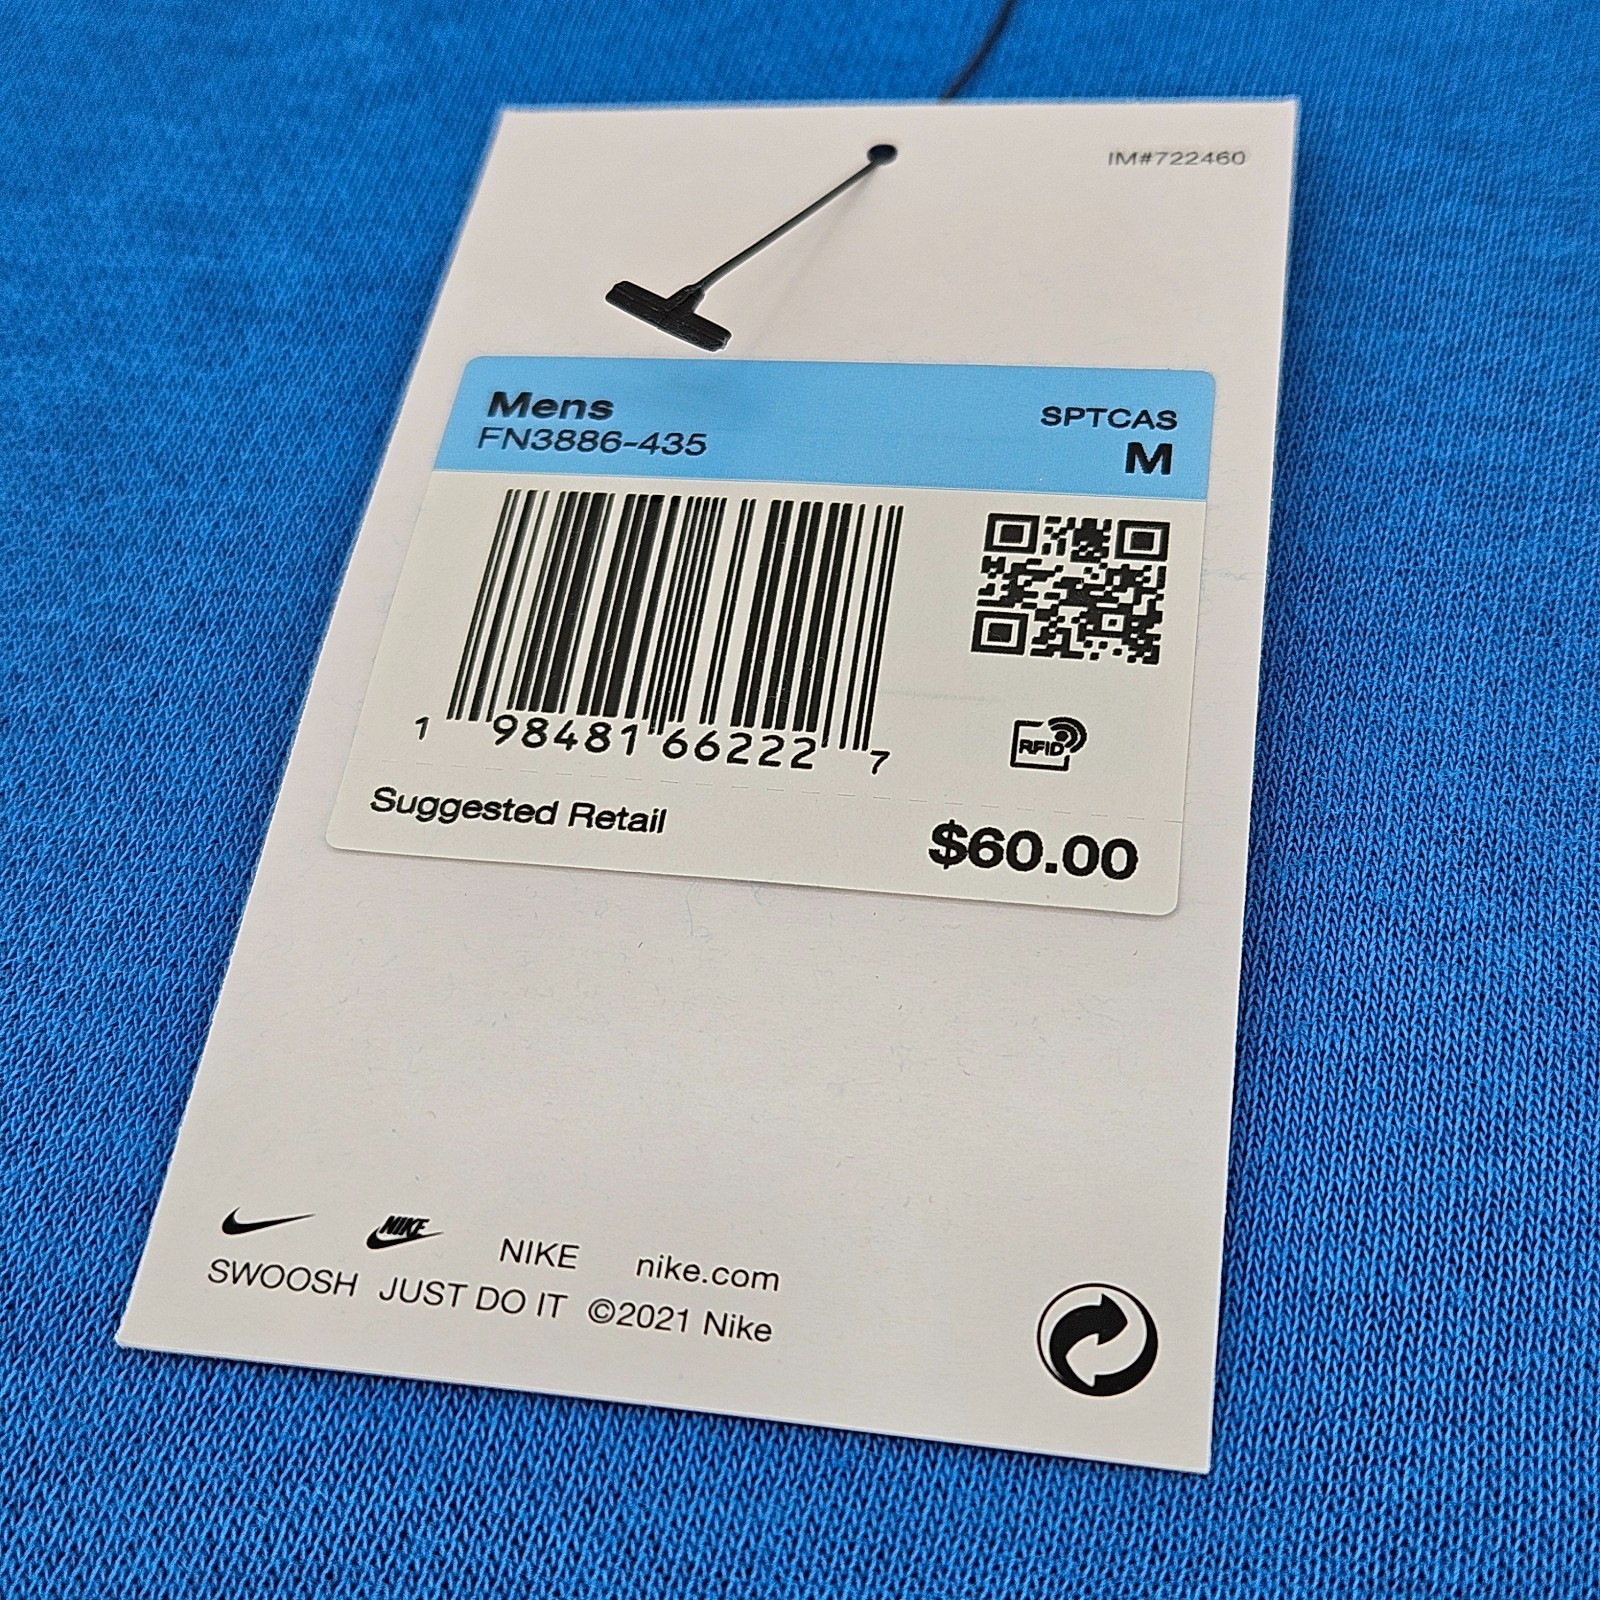 IM#722460
Mens
SPTCAS
FN3886-435
M
1 98481 66222 7
RFID
Suggested Retail
$60.00
NIKE NIKE nike.com
SWOOSH JUST DO IT ©2021 Nike